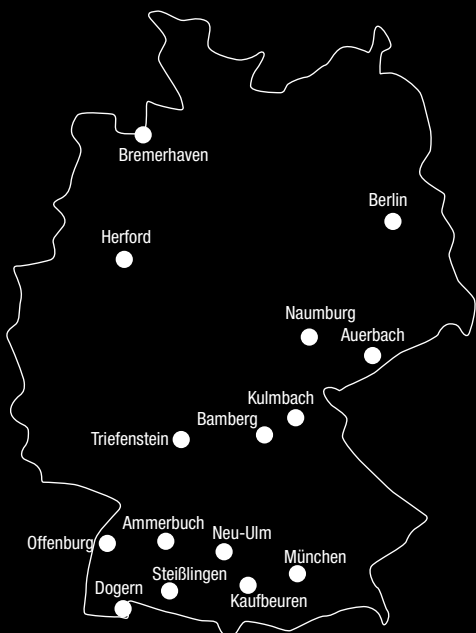 Bremerhaven
Berlin
Herford
Naumburg
Auerbach
Kulmbach
Bamberg
Triefenstein
Ammerbuch
Neu-Ulm
Offenburg
München
Steißlingen
Dogern
Kaufbeuren